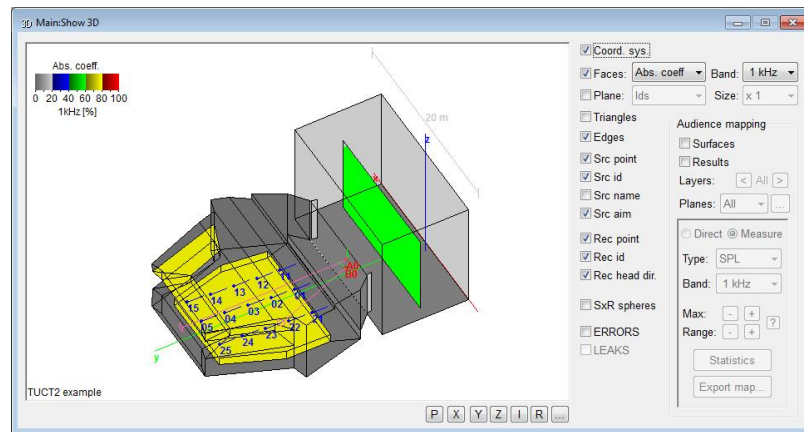 3D Main:Show 3D
Abs. coeff.
0 20 40 60 80 100
1kHz [%]
20 m
z
x
A0
B0
11
12
13
14
15
01
02
03
04
05
21
22
23
24
25
y
TUCT2 example
P X Y Z I R ...
Coord. sys.
Faces: Abs. coeff Band: 1 kHz
Plane: Ids Size: x 1
Triangles
Edges
Src point
Src id
Src name
Src aim
Rec point
Rec id
Rec head dir.
SxR spheres
ERRORS
LEAKS
Audience mapping
Surfaces
Results
Layers: < All >
Planes: All ...
Direct Measure
Type: SPL
Band: 1 kHz
Max: - +
Range: - + ?
Statistics
Export map...